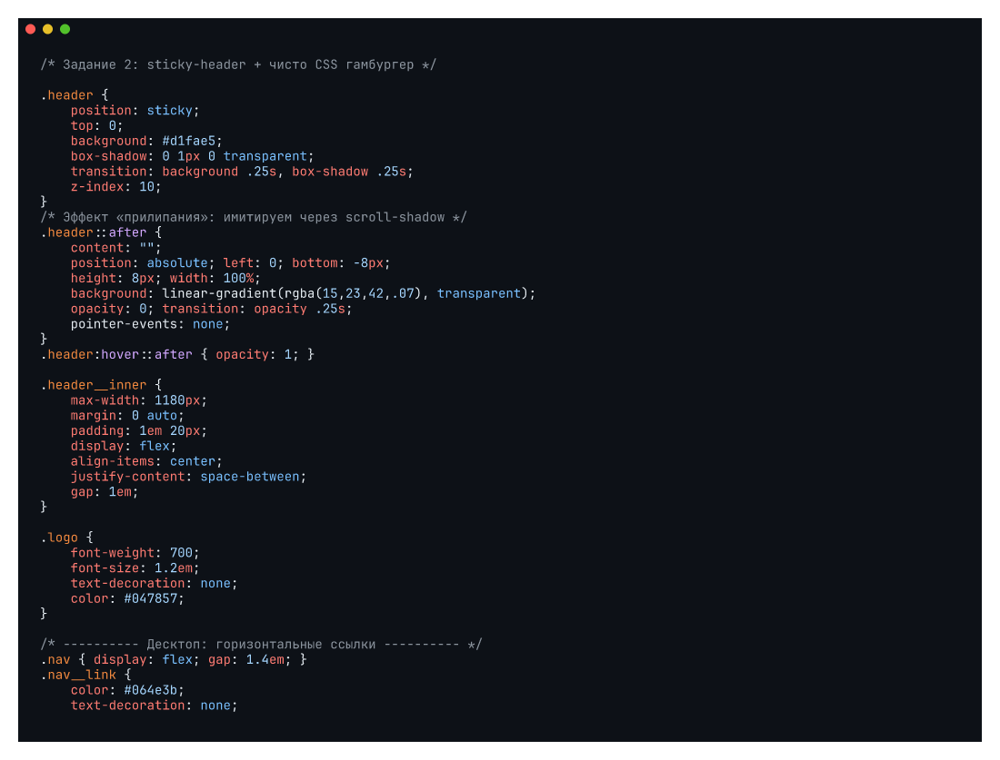 /* Задание 2: sticky-header + чисто CSS гамбургер */

.header {
    position: sticky;
    top: 0;
    background: #d1fae5;
    box-shadow: 0 1px 0 transparent;
    transition: background .25s, box-shadow .25s;
    z-index: 10;
}
/* Эффект «прилипания»: имитируем через scroll-shadow */
.header::after {
    content: "";
    position: absolute; left: 0; bottom: -8px;
    height: 8px; width: 100%;
    background: linear-gradient(rgba(15,23,42,.07), transparent);
    opacity: 0; transition: opacity .25s;
    pointer-events: none;
}
.header:hover::after { opacity: 1; }

.header__inner {
    max-width: 1180px;
    margin: 0 auto;
    padding: 1em 20px;
    display: flex;
    align-items: center;
    justify-content: space-between;
    gap: 1em;
}

.logo {
    font-weight: 700;
    font-size: 1.2em;
    text-decoration: none;
    color: #047857;
}

/* ---------- Десктоп: горизонтальные ссылки ---------- */
.nav { display: flex; gap: 1.4em; }
.nav__link {
    color: #064e3b;
    text-decoration: none;